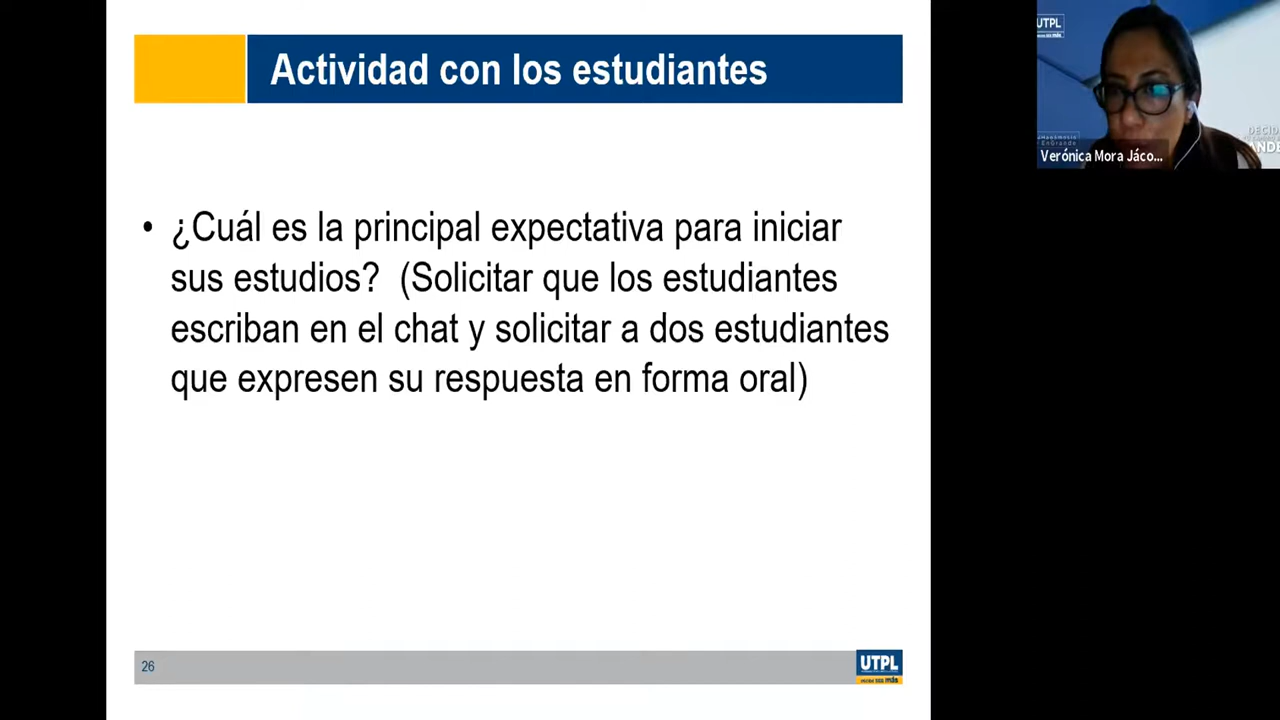 Actividad con los estudiantes
• ¿Cuál es la principal expectativa para iniciar
sus estudios? (Solicitar que los estudiantes
escriban en el chat y solicitar a dos estudiantes
que expresen su respuesta en forma oral)
26
UTPL
UTPL
Verónica Mora Jáco...